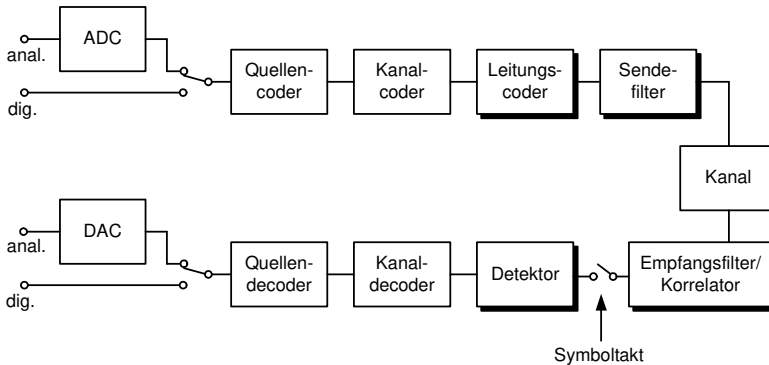 ADC
anal.
dig.
Quellen-
coder
Kanal-
coder
Leitungs-
coder
Sende-
filter
Kanal
DAC
anal.
dig.
Quellen-
decoder
Kanal-
decoder
Detektor
Empfangsfilter/
Korrelator
Symboltakt